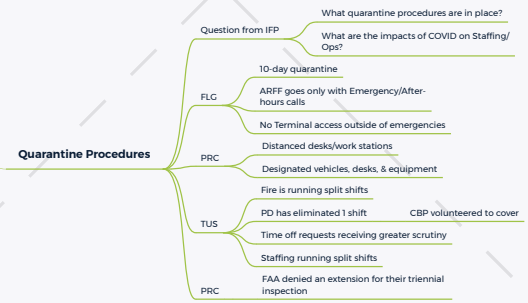 Question from IFP
What quarantine procedures are in place?
What are the impacts of COVID on Staffing/
Ops?
Quarantine Procedures
FLG
10-day quarantine
ARFF goes only with Emergency/After-
hours calls
No Terminal access outside of emergencies
PRC
Distanced desks/work stations
Designated vehicles, desks, & equipment
TUS
Fire is running split shifts
PD has eliminated 1 shift
CBP volunteered to cover
Time off requests receiving greater scrutiny
Staffing running split shifts
PRC
FAA denied an extension for their triennial
inspection